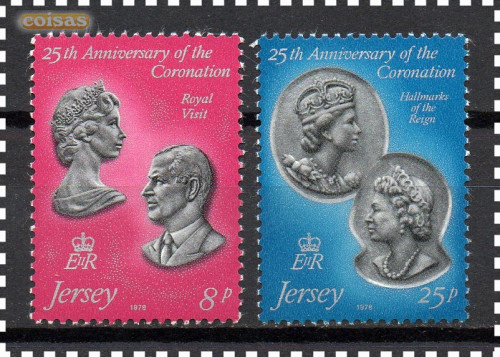 coisas
25th Anniversary of the
Coronation
Royal
Visit
EIIR
Jersey
1978
8p
25th Anniversary of the
Coronation
Hallmarks
of the
Reign
EIIR
Jersey
1978
25p